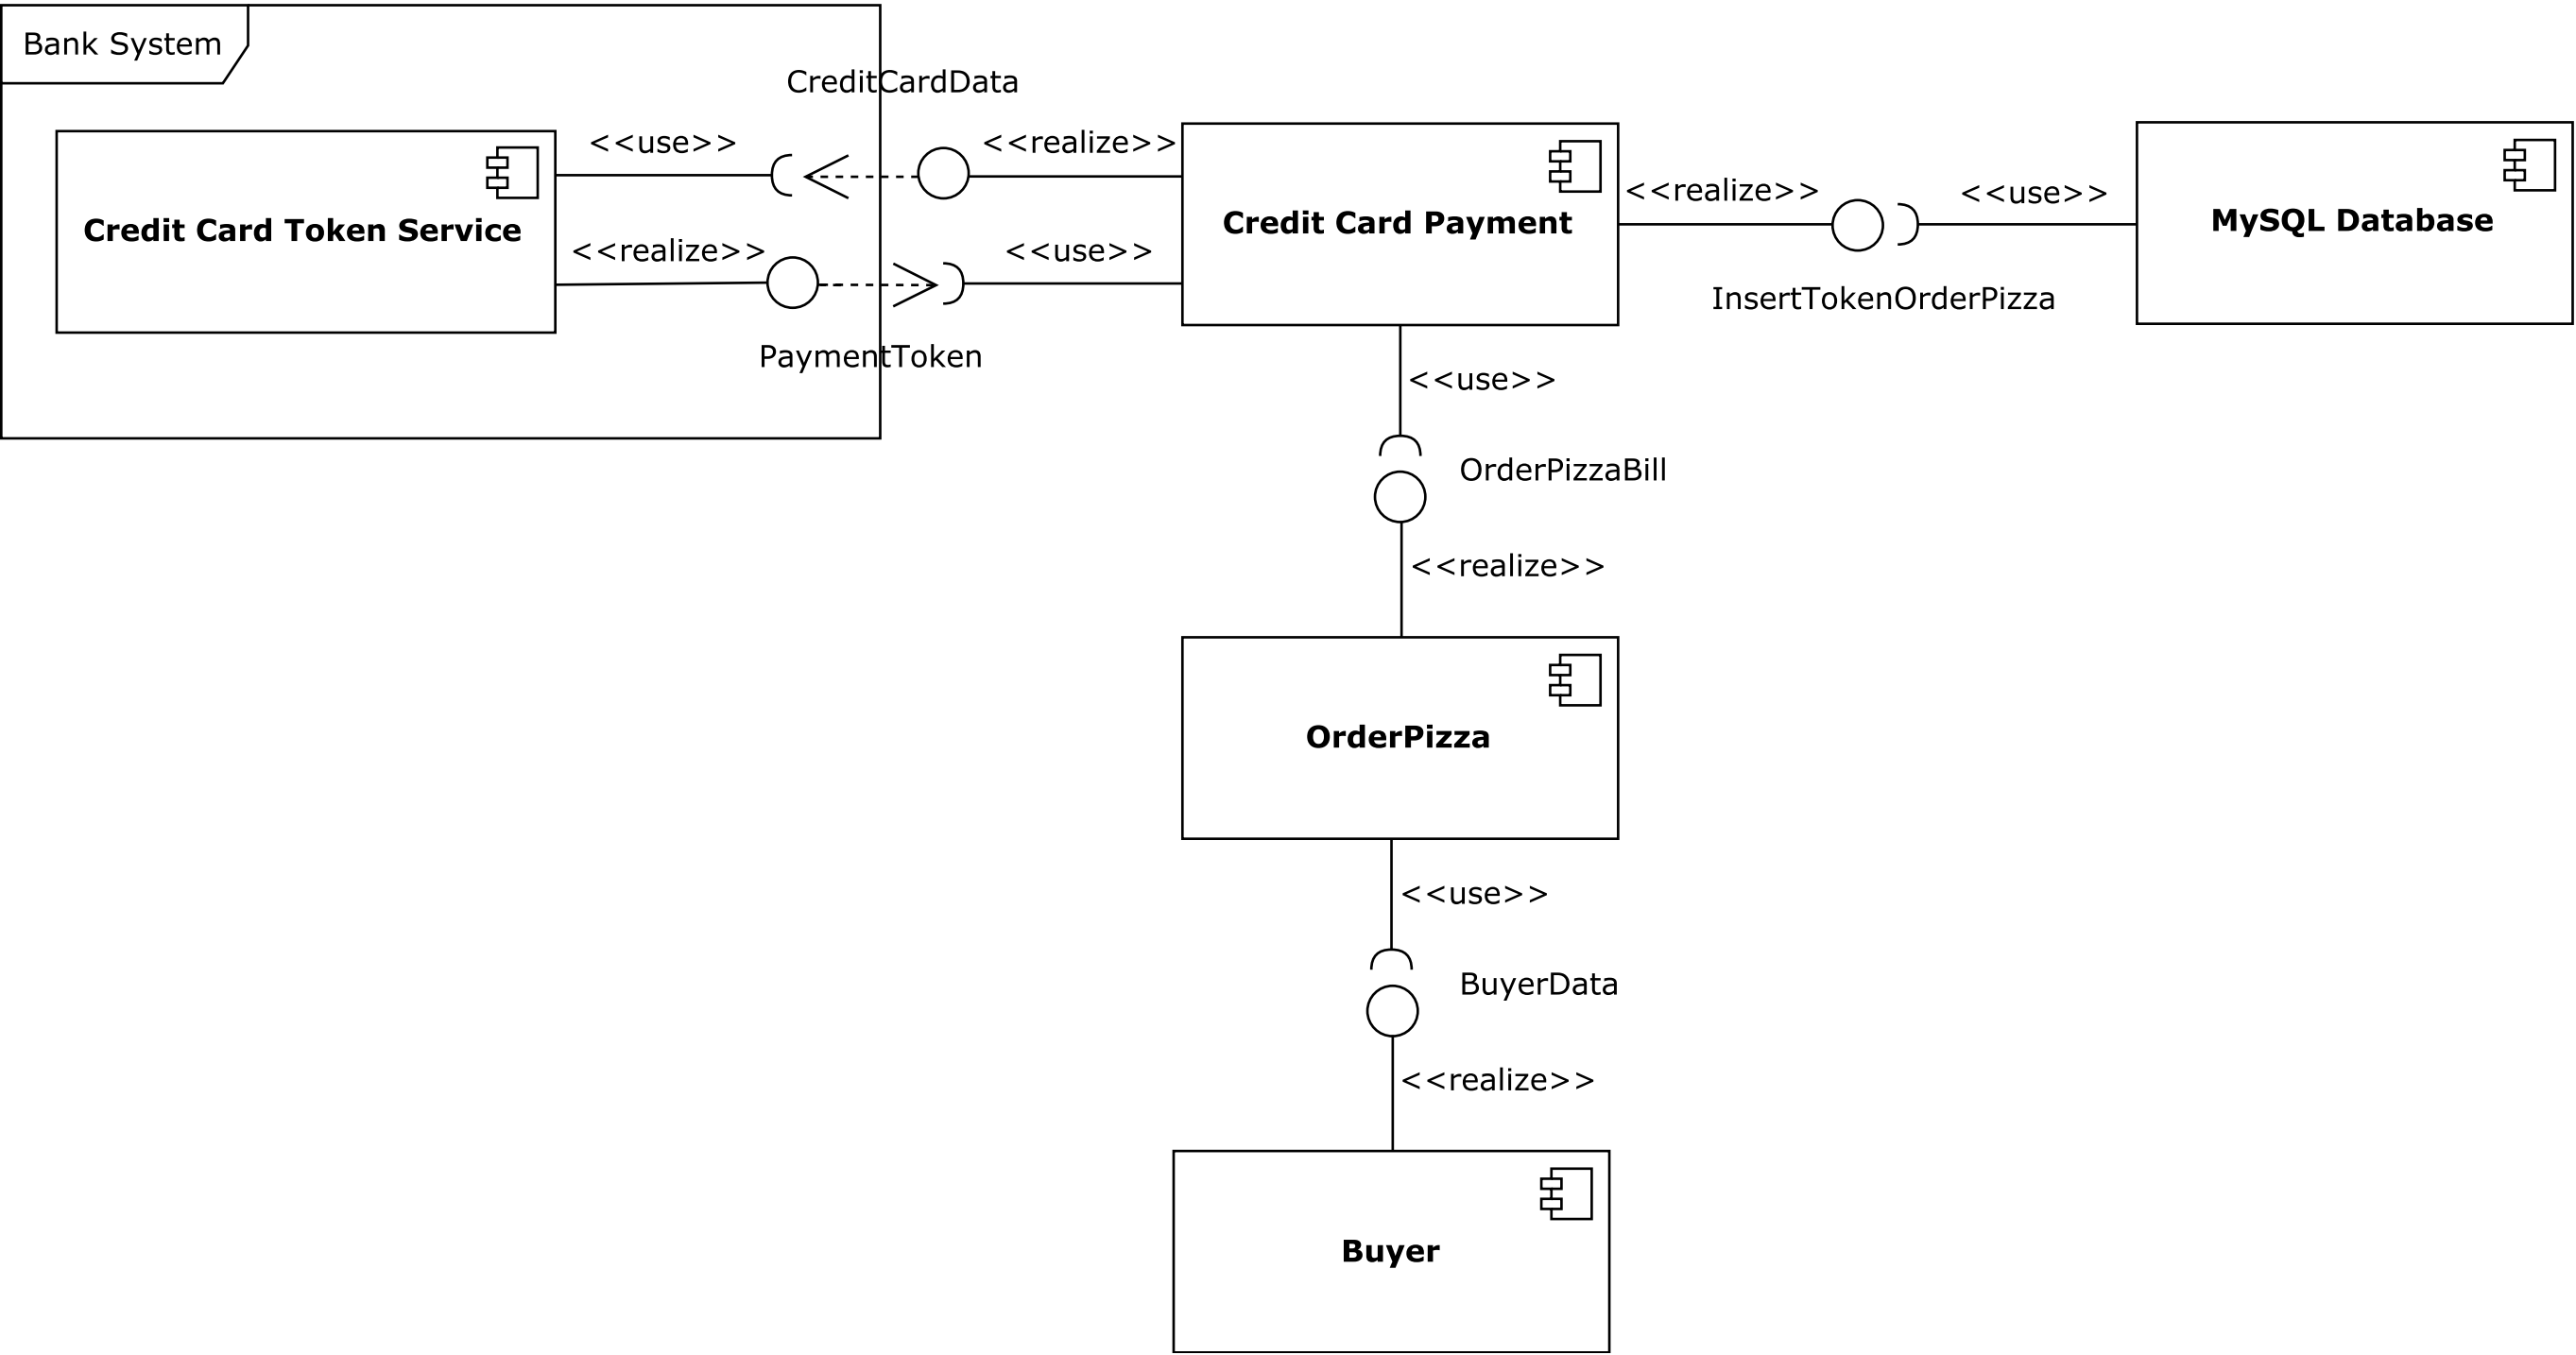 Bank System
CreditCardData
<<use>>
<<realize>>
Credit Card Token Service
<<realize>>
<<use>>
PaymentToken
Credit Card Payment
<<realize>>
<<use>>
InsertTokenOrderPizza
MySQL Database
<<use>>
OrderPizzaBill
<<realize>>
OrderPizza
<<use>>
BuyerData
<<realize>>
Buyer